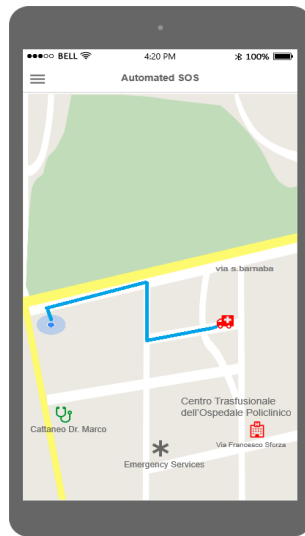 BELL 4:20 PM 100%
Automated SOS
via s.barnaba
Centro Trasfusionale
dell'Ospedale Policlinico
Cattaneo Dr. Marco
Via Francesco Sforza
Emergency Services